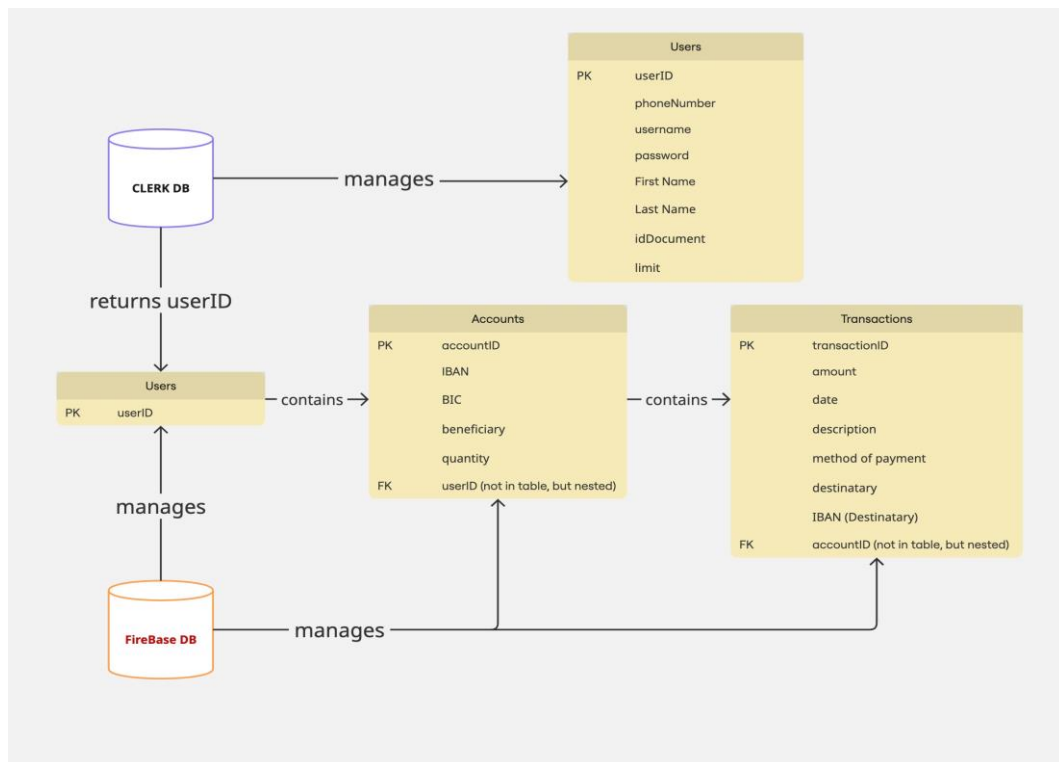 Users
PK userID
phoneNumber
username
password
First Name
Last Name
idDocument
limit
CLERK DB
manages
returns userID
Users
PK userID
contains
Accounts
PK accountID
IBAN
BIC
beneficiary
quantity
FK userID (not in table, but nested)
contains
Transactions
PK transactionID
amount
date
description
method of payment
destinatary
IBAN (Destinatary)
FK accountID (not in table, but nested)
manages
FireBase DB
manages